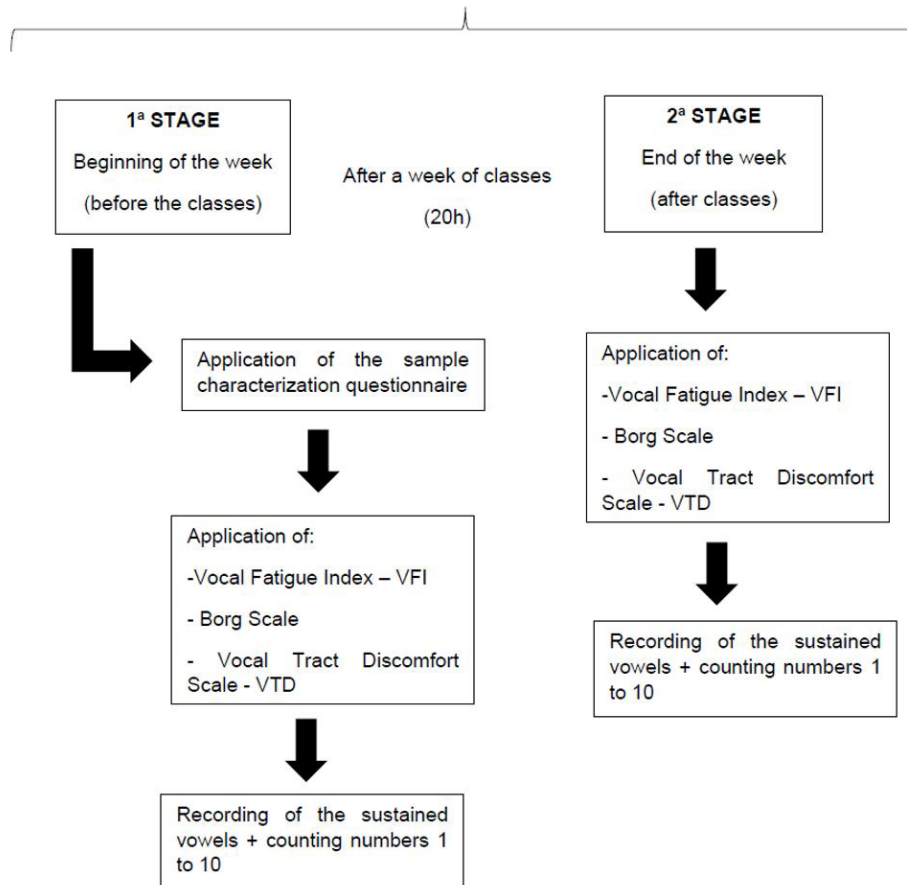 1ª STAGE
Beginning of the week
(before the classes)
After a week of classes
(20h)
2ª STAGE
End of the week
(after classes)
Application of the sample
characterization questionnaire
Application of:
-Vocal Fatigue Index – VFI
- Borg Scale
- Vocal Tract Discomfort
Scale - VTD
Recording of the sustained
vowels + counting numbers 1
to 10
Application of:
-Vocal Fatigue Index – VFI
- Borg Scale
- Vocal Tract Discomfort
Scale - VTD
Recording of the sustained
vowels + counting numbers 1
to 10